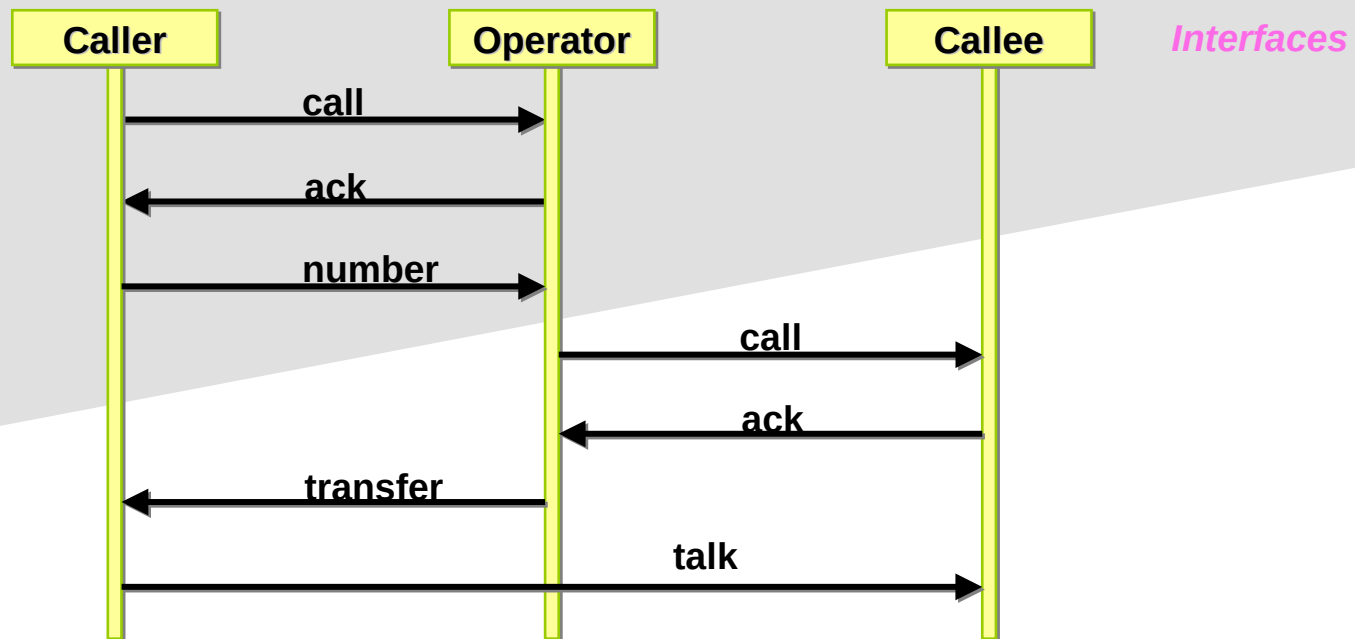 Caller
Operator
Callee
Interfaces
call
ack
number
call
ack
transfer
talk